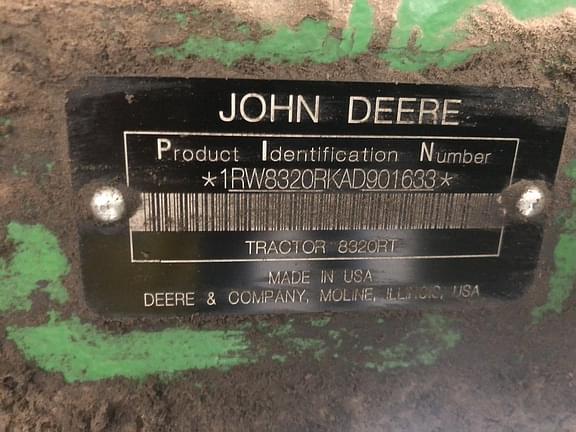 JOHN DEERE
Product Identification Number
*1RW8320RKAD901633*
TRACTOR 8320RT
MADE IN USA
DEERE & COMPANY, MOLINE, ILLINOIS, USA